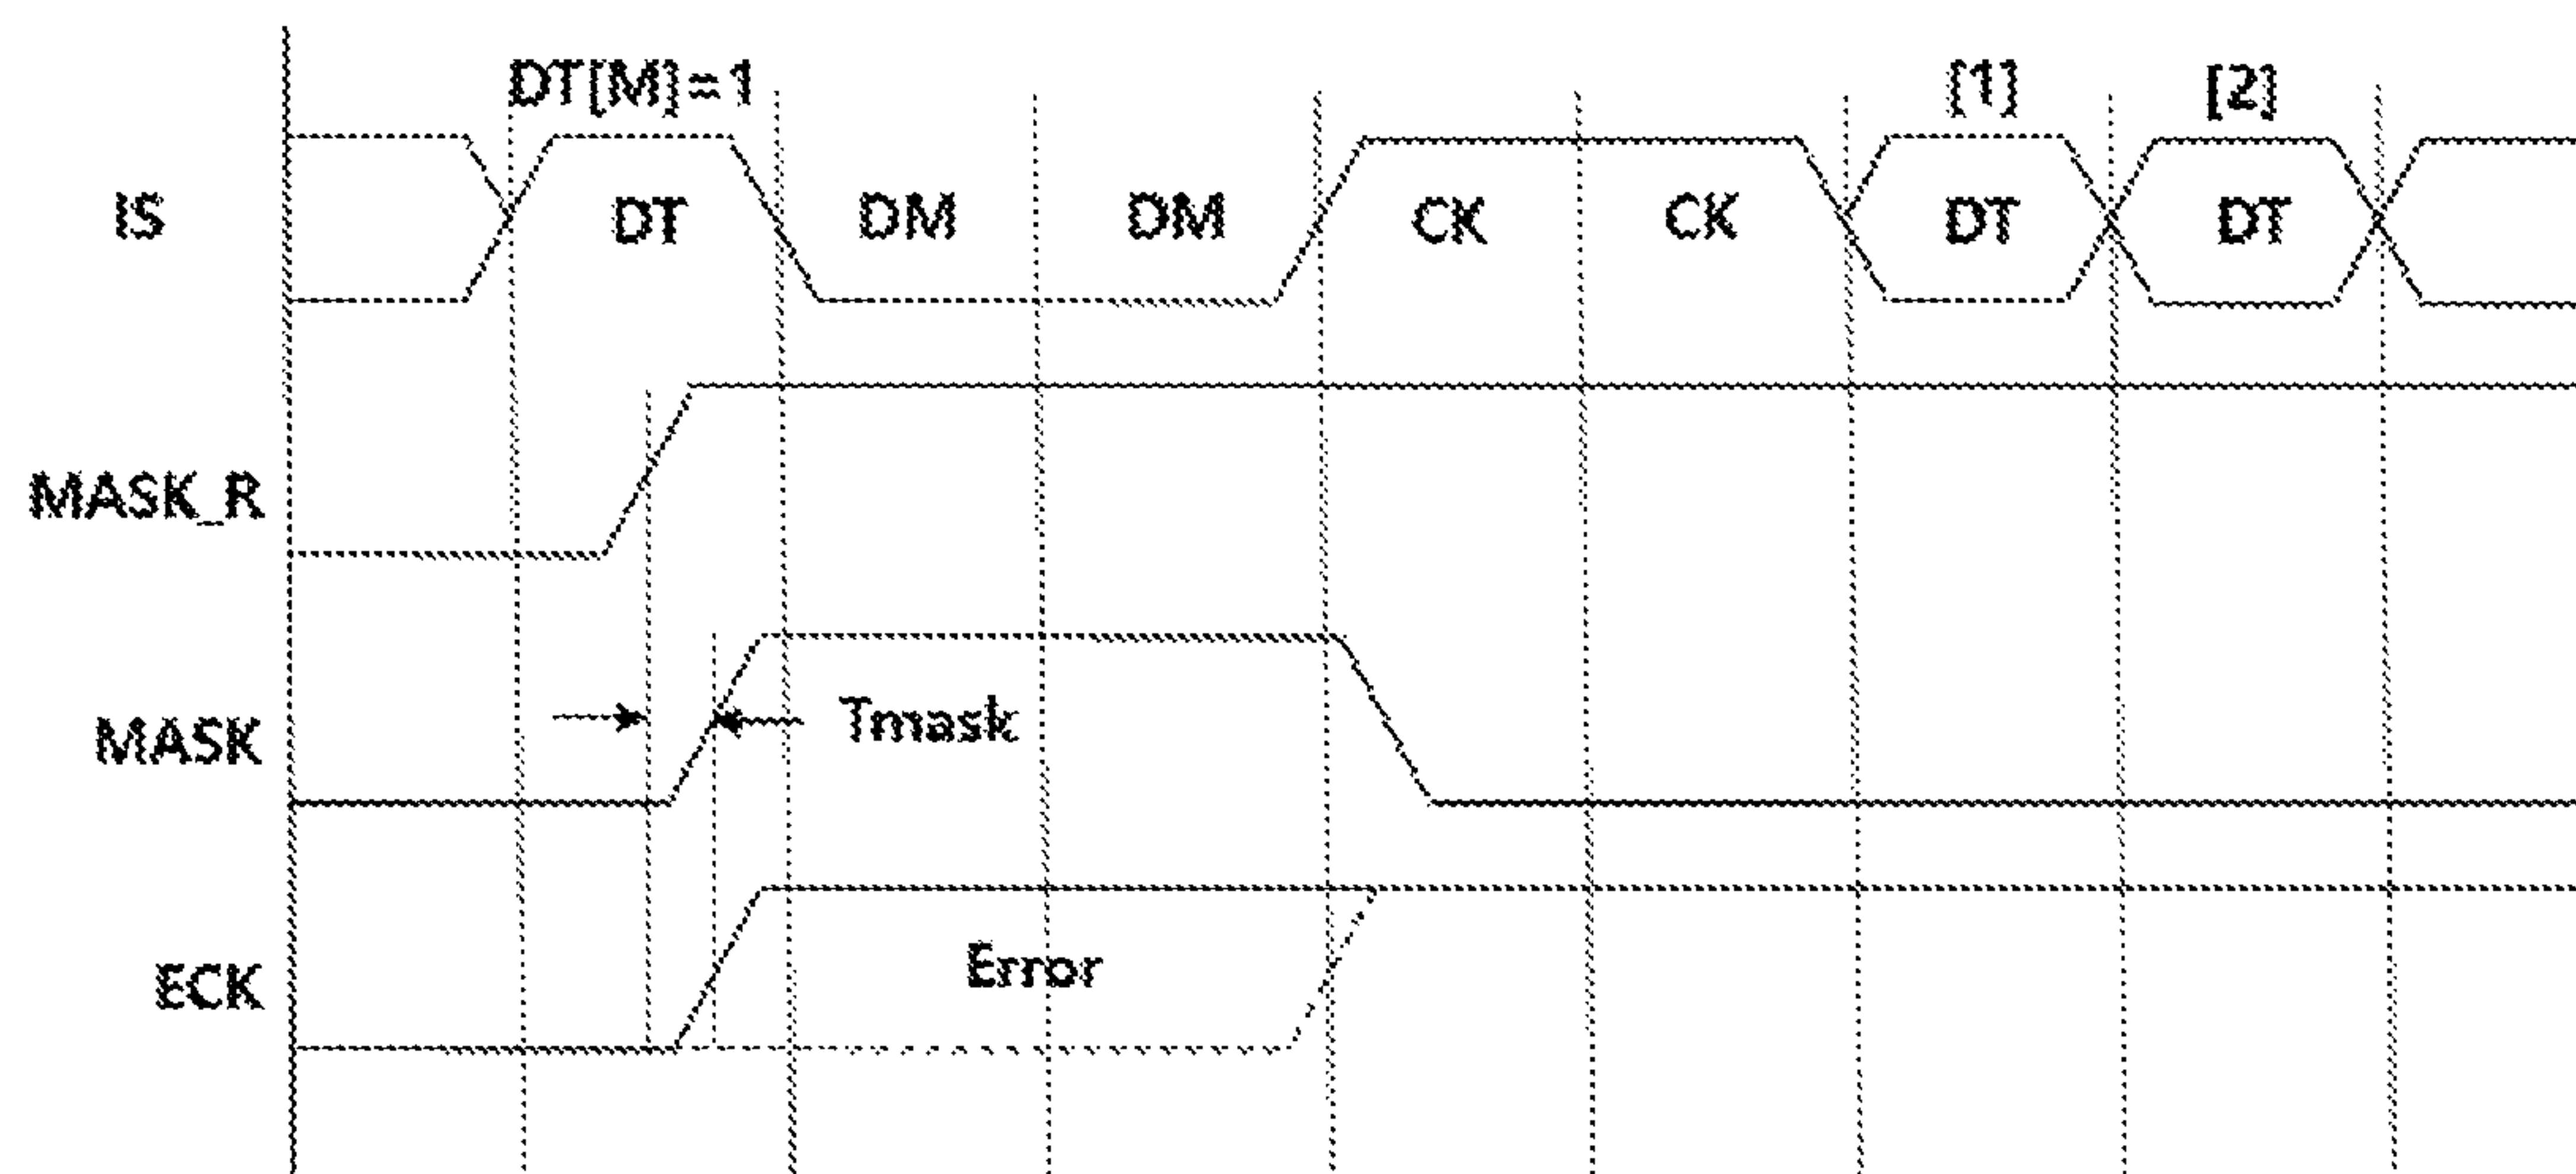 DT[M]=1 [1] [2]
IS DT DM DM CK CK DT DT
MASK_R
MASK Tmask
ECK Error